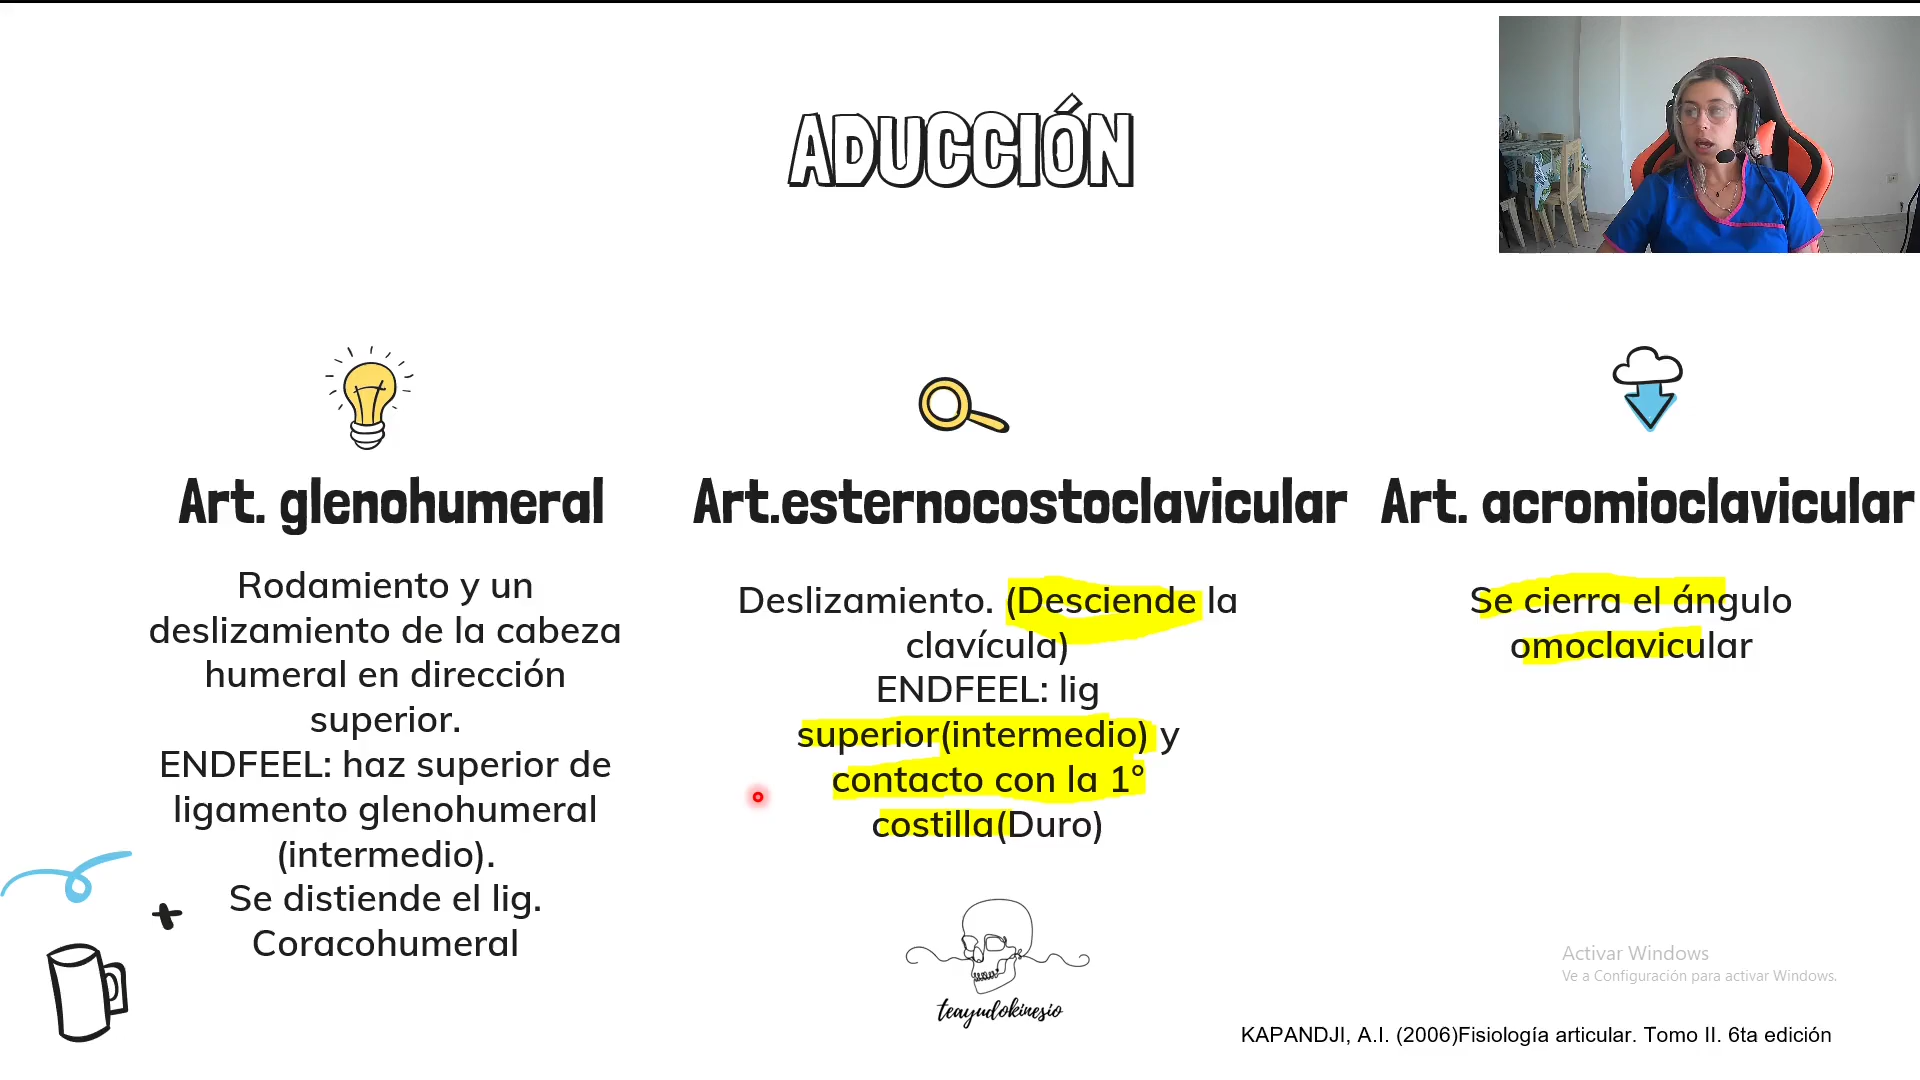 ADUCCIÓN
Art. glenohumeral
Rodamiento y un
deslizamiento de la cabeza
humeral en dirección
superior.
ENDFEEL: haz superior de
ligamento glenohumeral
(intermedio).
Se distiende el lig.
Coracohumeral
Art.esternocostoclavicular
Deslizamiento. (Desciende la
clavícula)
ENDFEEL: lig
superior(intermedio) y
contacto con la 1°
costilla(Duro)
Art. acromioclavicular
Se cierra el ángulo
omoclavicular
teayudokinesio
Activar Windows
Ve a Configuración para activar Windows.
KAPANDJI, A.I. (2006)Fisiología articular. Tomo II. 6ta edición